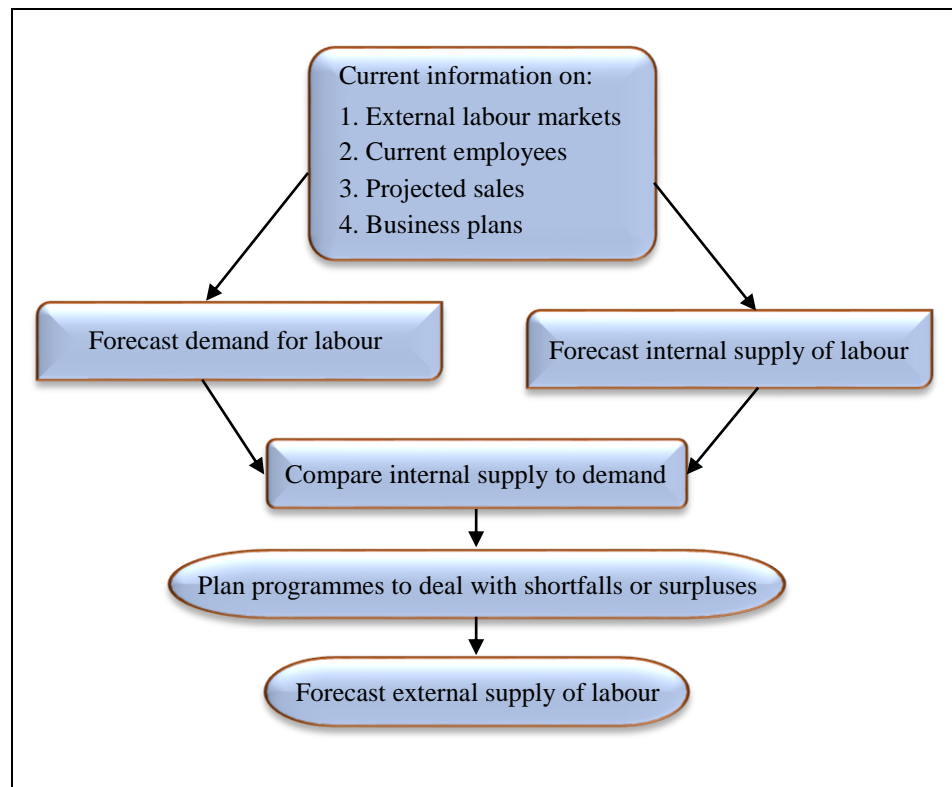 Current information on:
1. External labour markets
2. Current employees
3. Projected sales
4. Business plans
Forecast demand for labour
Forecast internal supply of labour
Compare internal supply to demand
Plan programmes to deal with shortfalls or surpluses
Forecast external supply of labour